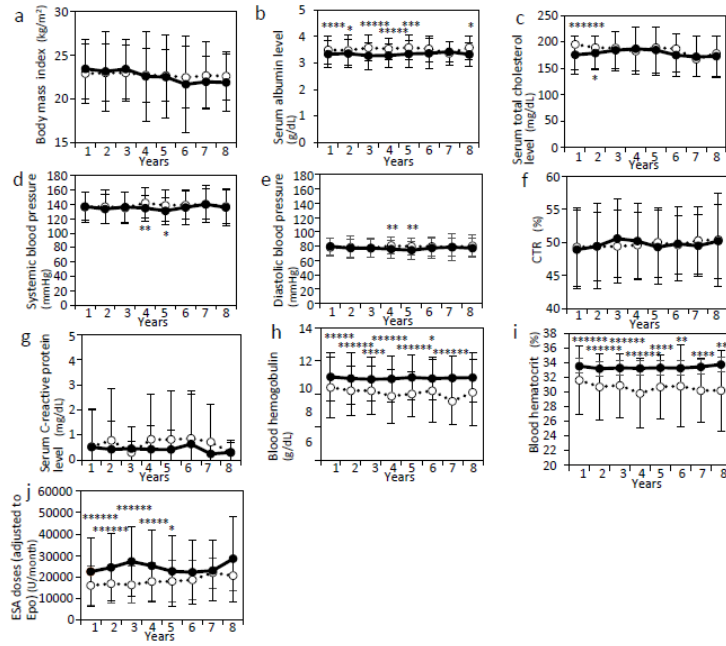 a
Body mass index (kg/m²)
30
25
20
15
1 2 3 4 5 6 7 8
Years
b
Serum albumin level
(g/dL)
5
4
3
2
1
0
**** * ***** ***** *** *
1 2 3 4 5 6 7 8
Years
c
Serum total cholesterol
level (mg/dL)
250
200
150
100
50
0
******
*
1 2 3 4 5 6 7 8
Years
d
Systemic blood pressure
(mmHg)
180
160
140
120
100
80
60
40
20
0
** *
1 2 3 4 5 6 7 8
Years
e
Diastolic blood pressure
(mmHg)
180
160
140
120
100
80
60
40
20
0
** **
1 2 3 4 5 6 7 8
Years
f
CTR (%)
60
50
40
1 2 3 4 5 6 7 8
Years
g
Serum C-reactive protein
level (mg/dL)
5
4
3
2
1
0
1 2 3 4 5 6 7 8
Years
h
Blood hemogobulin
(g/dL)
14
12
10
8
6
***** ****** *
****** **** ****** ******
1 2 3 4 5 6 7 8
Years
i
Blood hematocrit (%)
38
36
34
32
30
28
26
24
22
20
1 2 3 4 5 6 7 8
Years
j
ESA doses (adjusted to
Epo) (U/month)
60000
50000
40000
30000
20000
10000
0
******
****** ***** *
******
1 2 3 4 5 6 7 8
Years